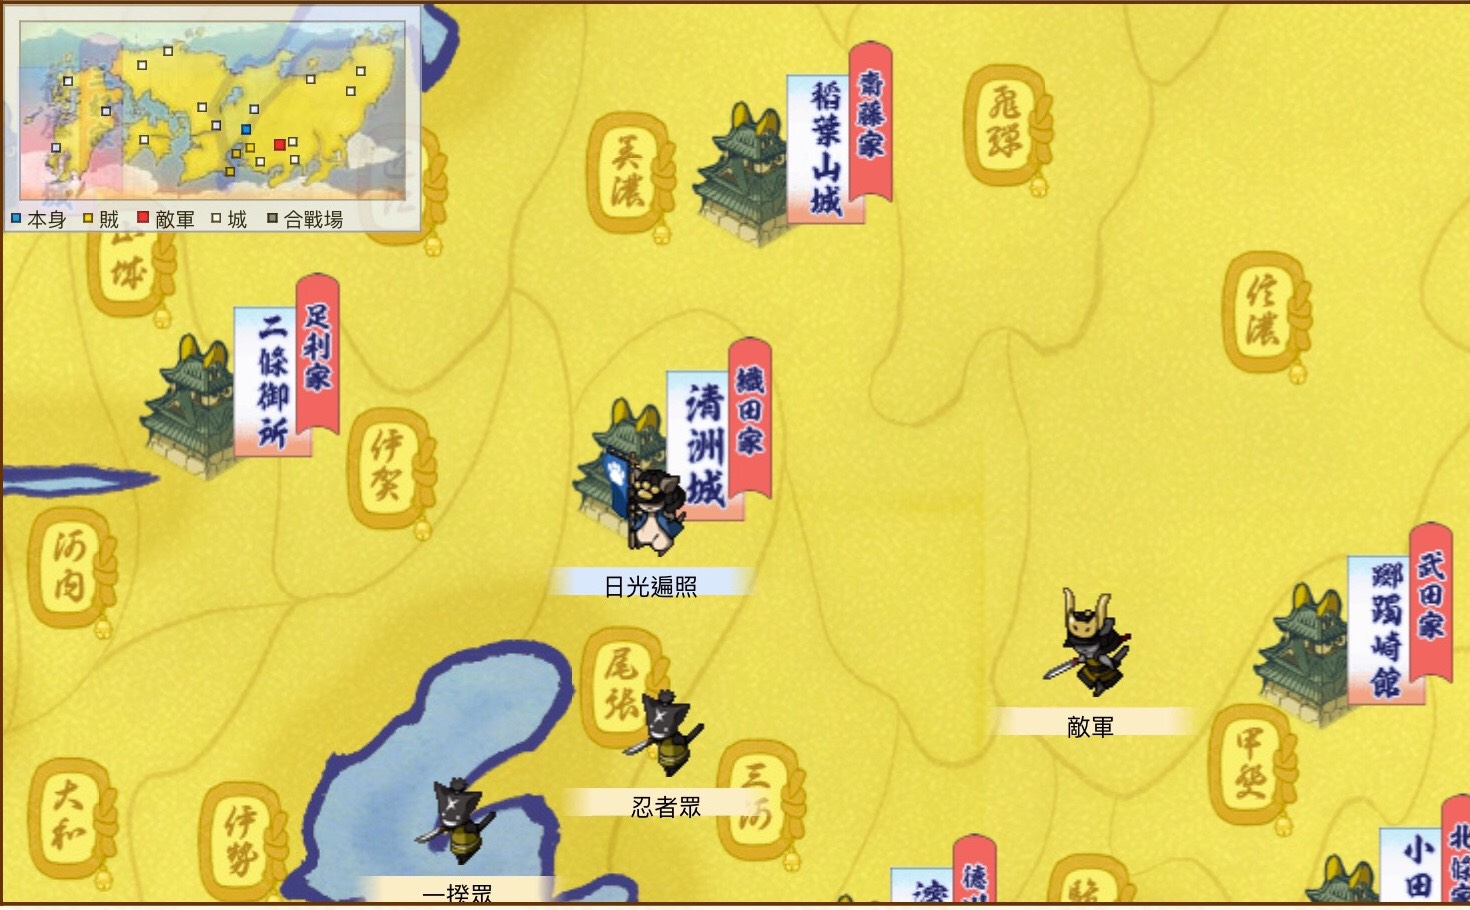 本身
賊
敵軍
城
合戰場
山城
美濃
稻葉山城
齋藤家
飛驒
信濃
二條御所
足利家
伊賀
清洲城
織田家
日光遍照
河內
躑躅崎館
武田家
敵軍
尾張
忍者眾
三河
甲斐
大和
伊勢
一揆眾
小田